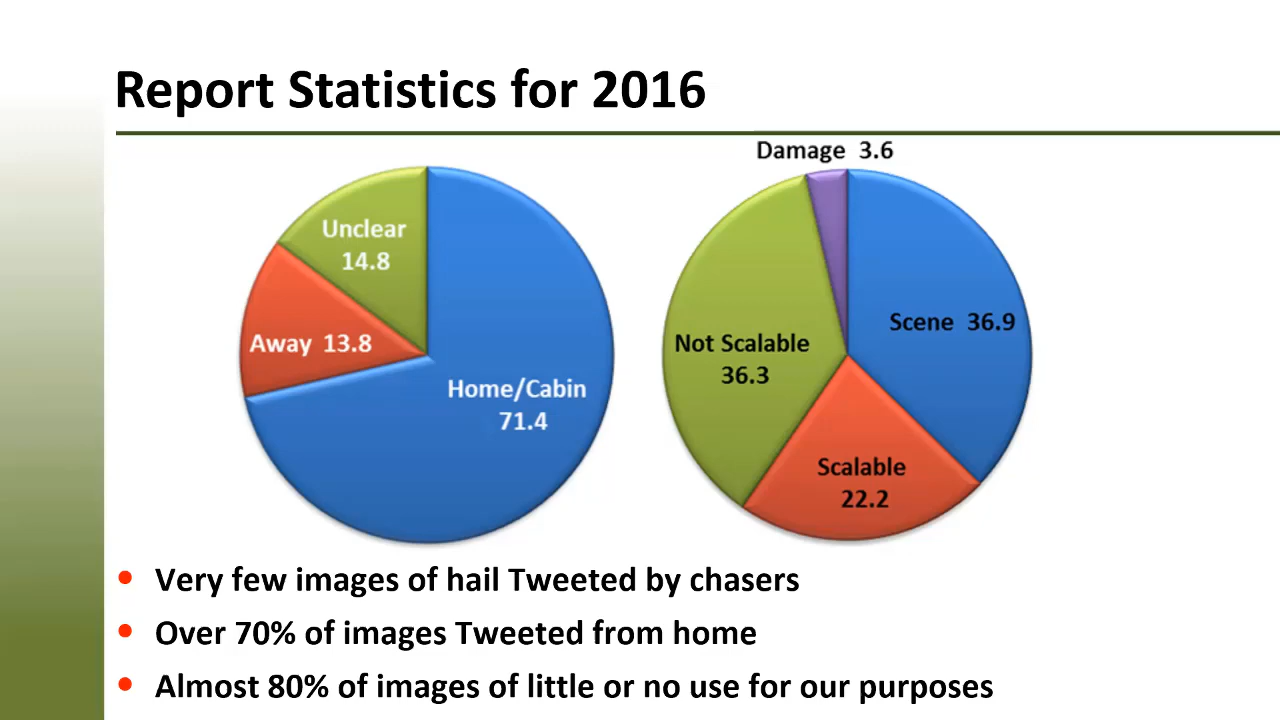 Report Statistics for 2016
Unclear
14.8
Away 13.8
Home/Cabin
71.4
Damage 3.6
Scene 36.9
Not Scalable
36.3
Scalable
22.2
• Very few images of hail Tweeted by chasers
• Over 70% of images Tweeted from home
• Almost 80% of images of little or no use for our purposes